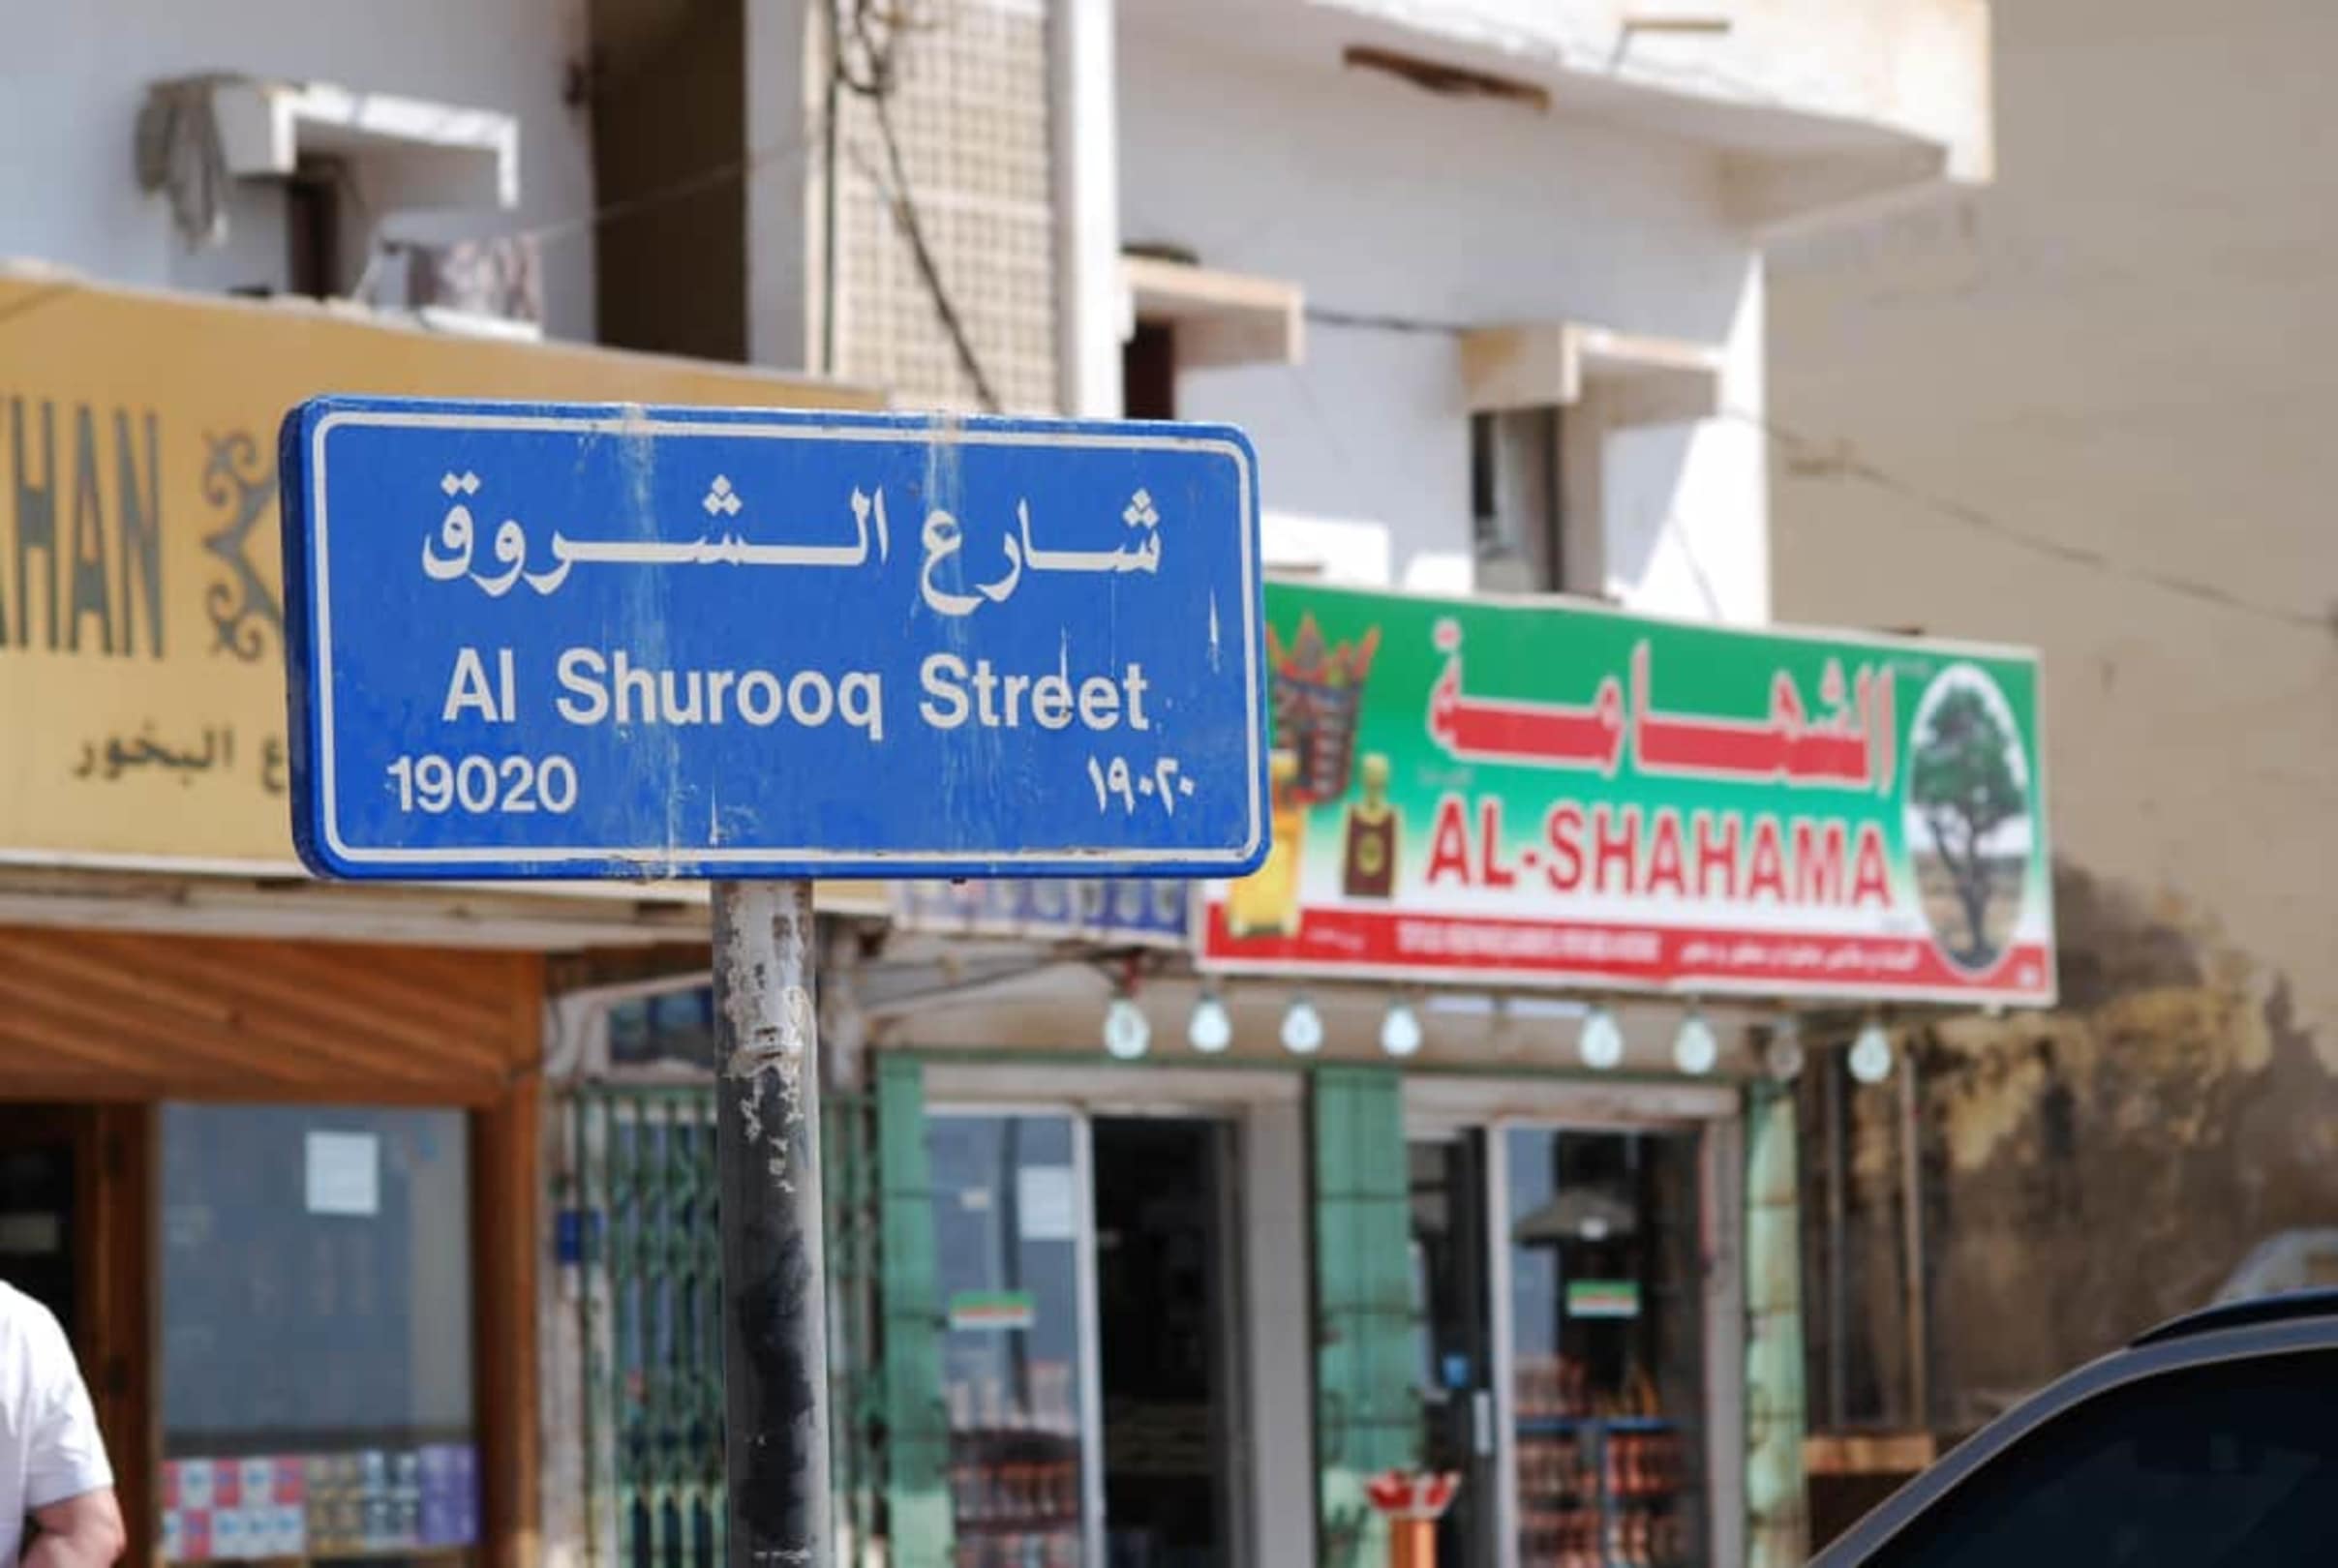 شارع الشروق
Al Shurooq Street
19020
١٩٠٢٠
HAN
البخور
الشهامة
AL-SHAHAMA